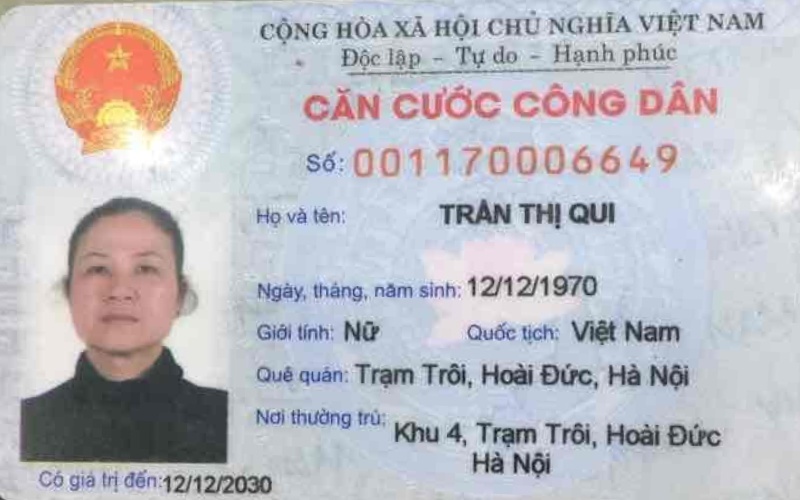 CỘNG HÒA XÃ HỘI CHỦ NGHĨA VIỆT NAM
Độc lập - Tự do - Hạnh phúc
CĂN CƯỚC CÔNG DÂN
Số: 001170006649
Họ và tên: TRẦN THỊ QUI
Ngày, tháng, năm sinh: 12/12/1970
Giới tính: Nữ Quốc tịch: Việt Nam
Quê quán: Trạm Trôi, Hoài Đức, Hà Nội
Nơi thường trú: Khu 4, Trạm Trôi, Hoài Đức
Hà Nội
Có giá trị đến: 12/12/2030